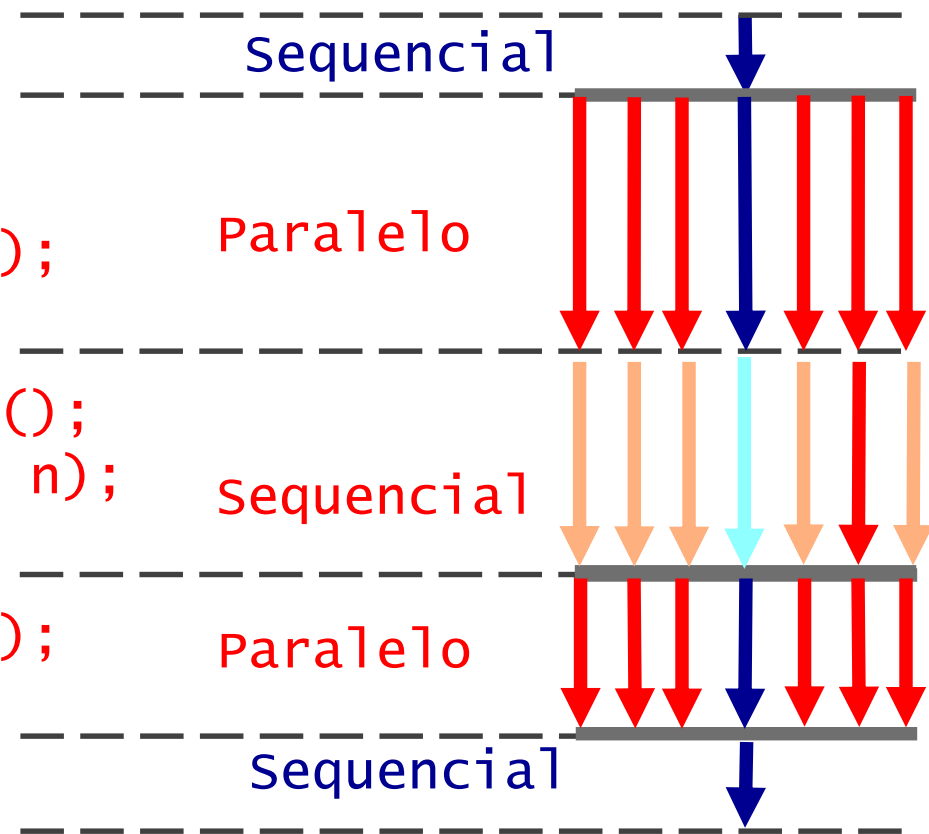 Sequencial
Paralelo
);
();
n);
Sequencial
);
Paralelo
Sequencial